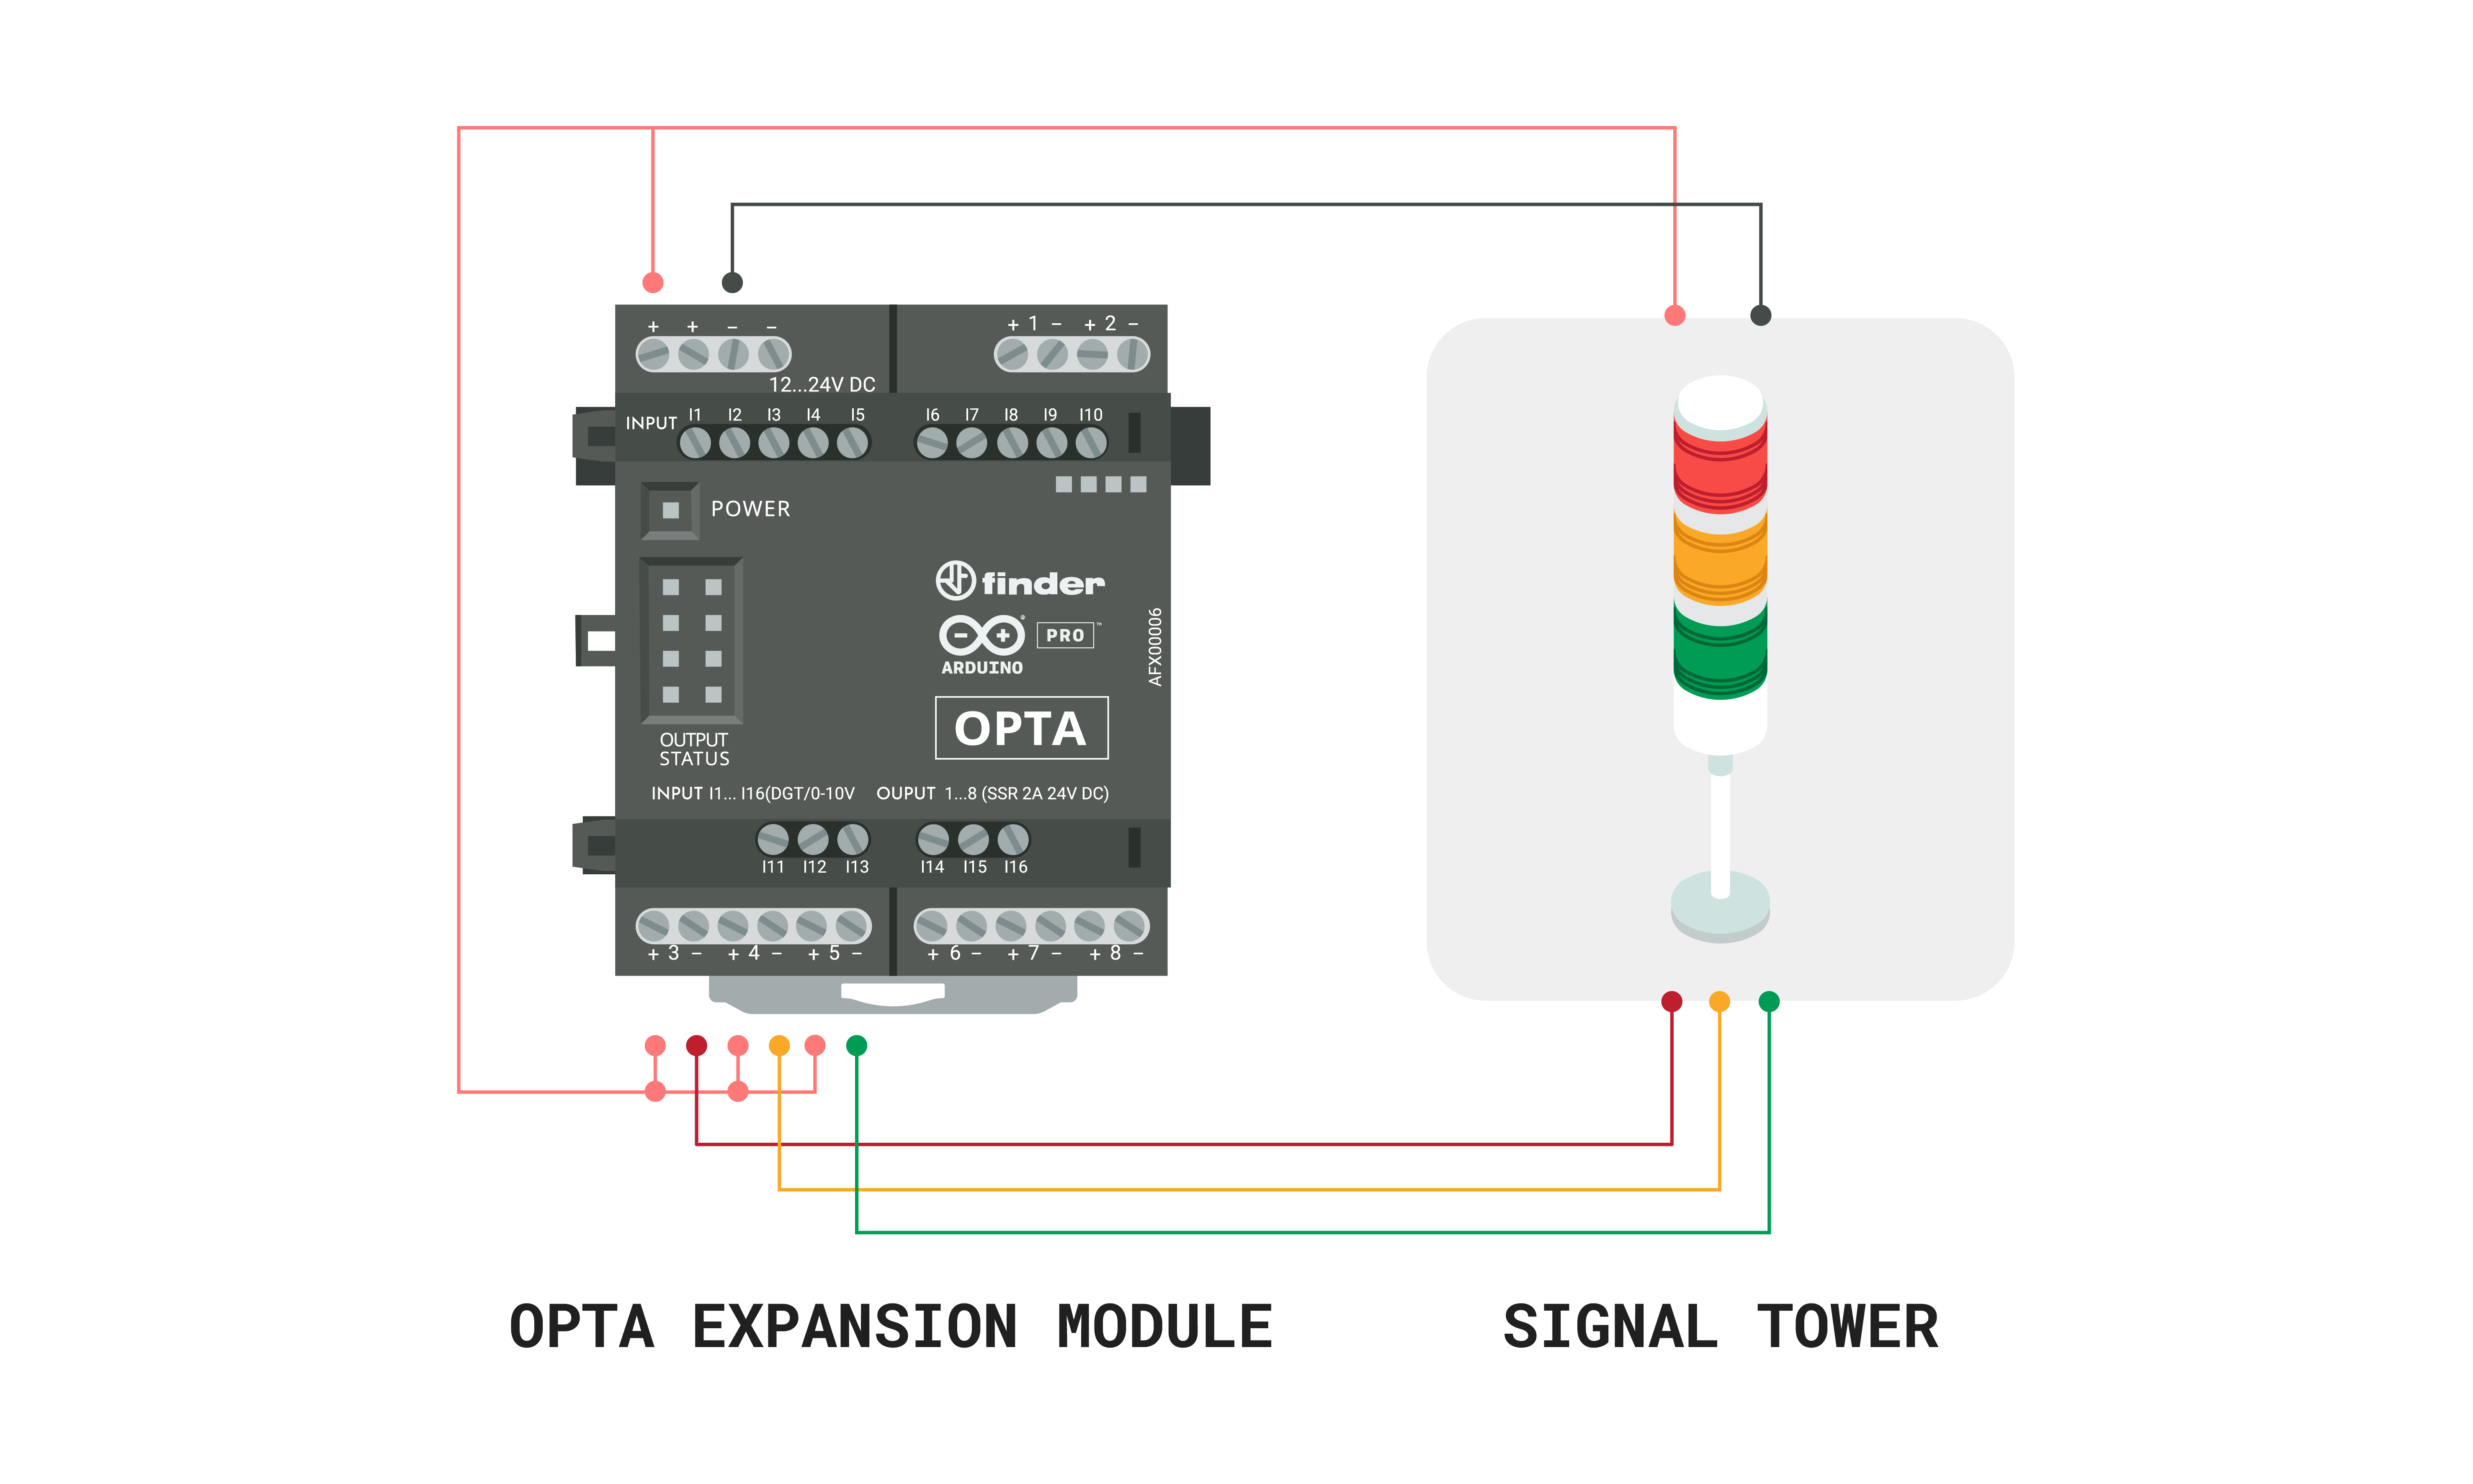 + + – –
+ 1 – + 2 –
12...24V DC
INPUT I1 I2 I3 I4 I5 I6 I7 I8 I9 I10
POWER
finder
ARDUINO® PRO™
AFX00006
OPTA
OUTPUT
STATUS
INPUT I1... I16(DGT/0-10V OUPUT 1...8 (SSR 2A 24V DC)
I11 I12 I13 I14 I15 I16
+ 3 – + 4 – + 5 – + 6 – + 7 – + 8 –
OPTA EXPANSION MODULE
SIGNAL TOWER